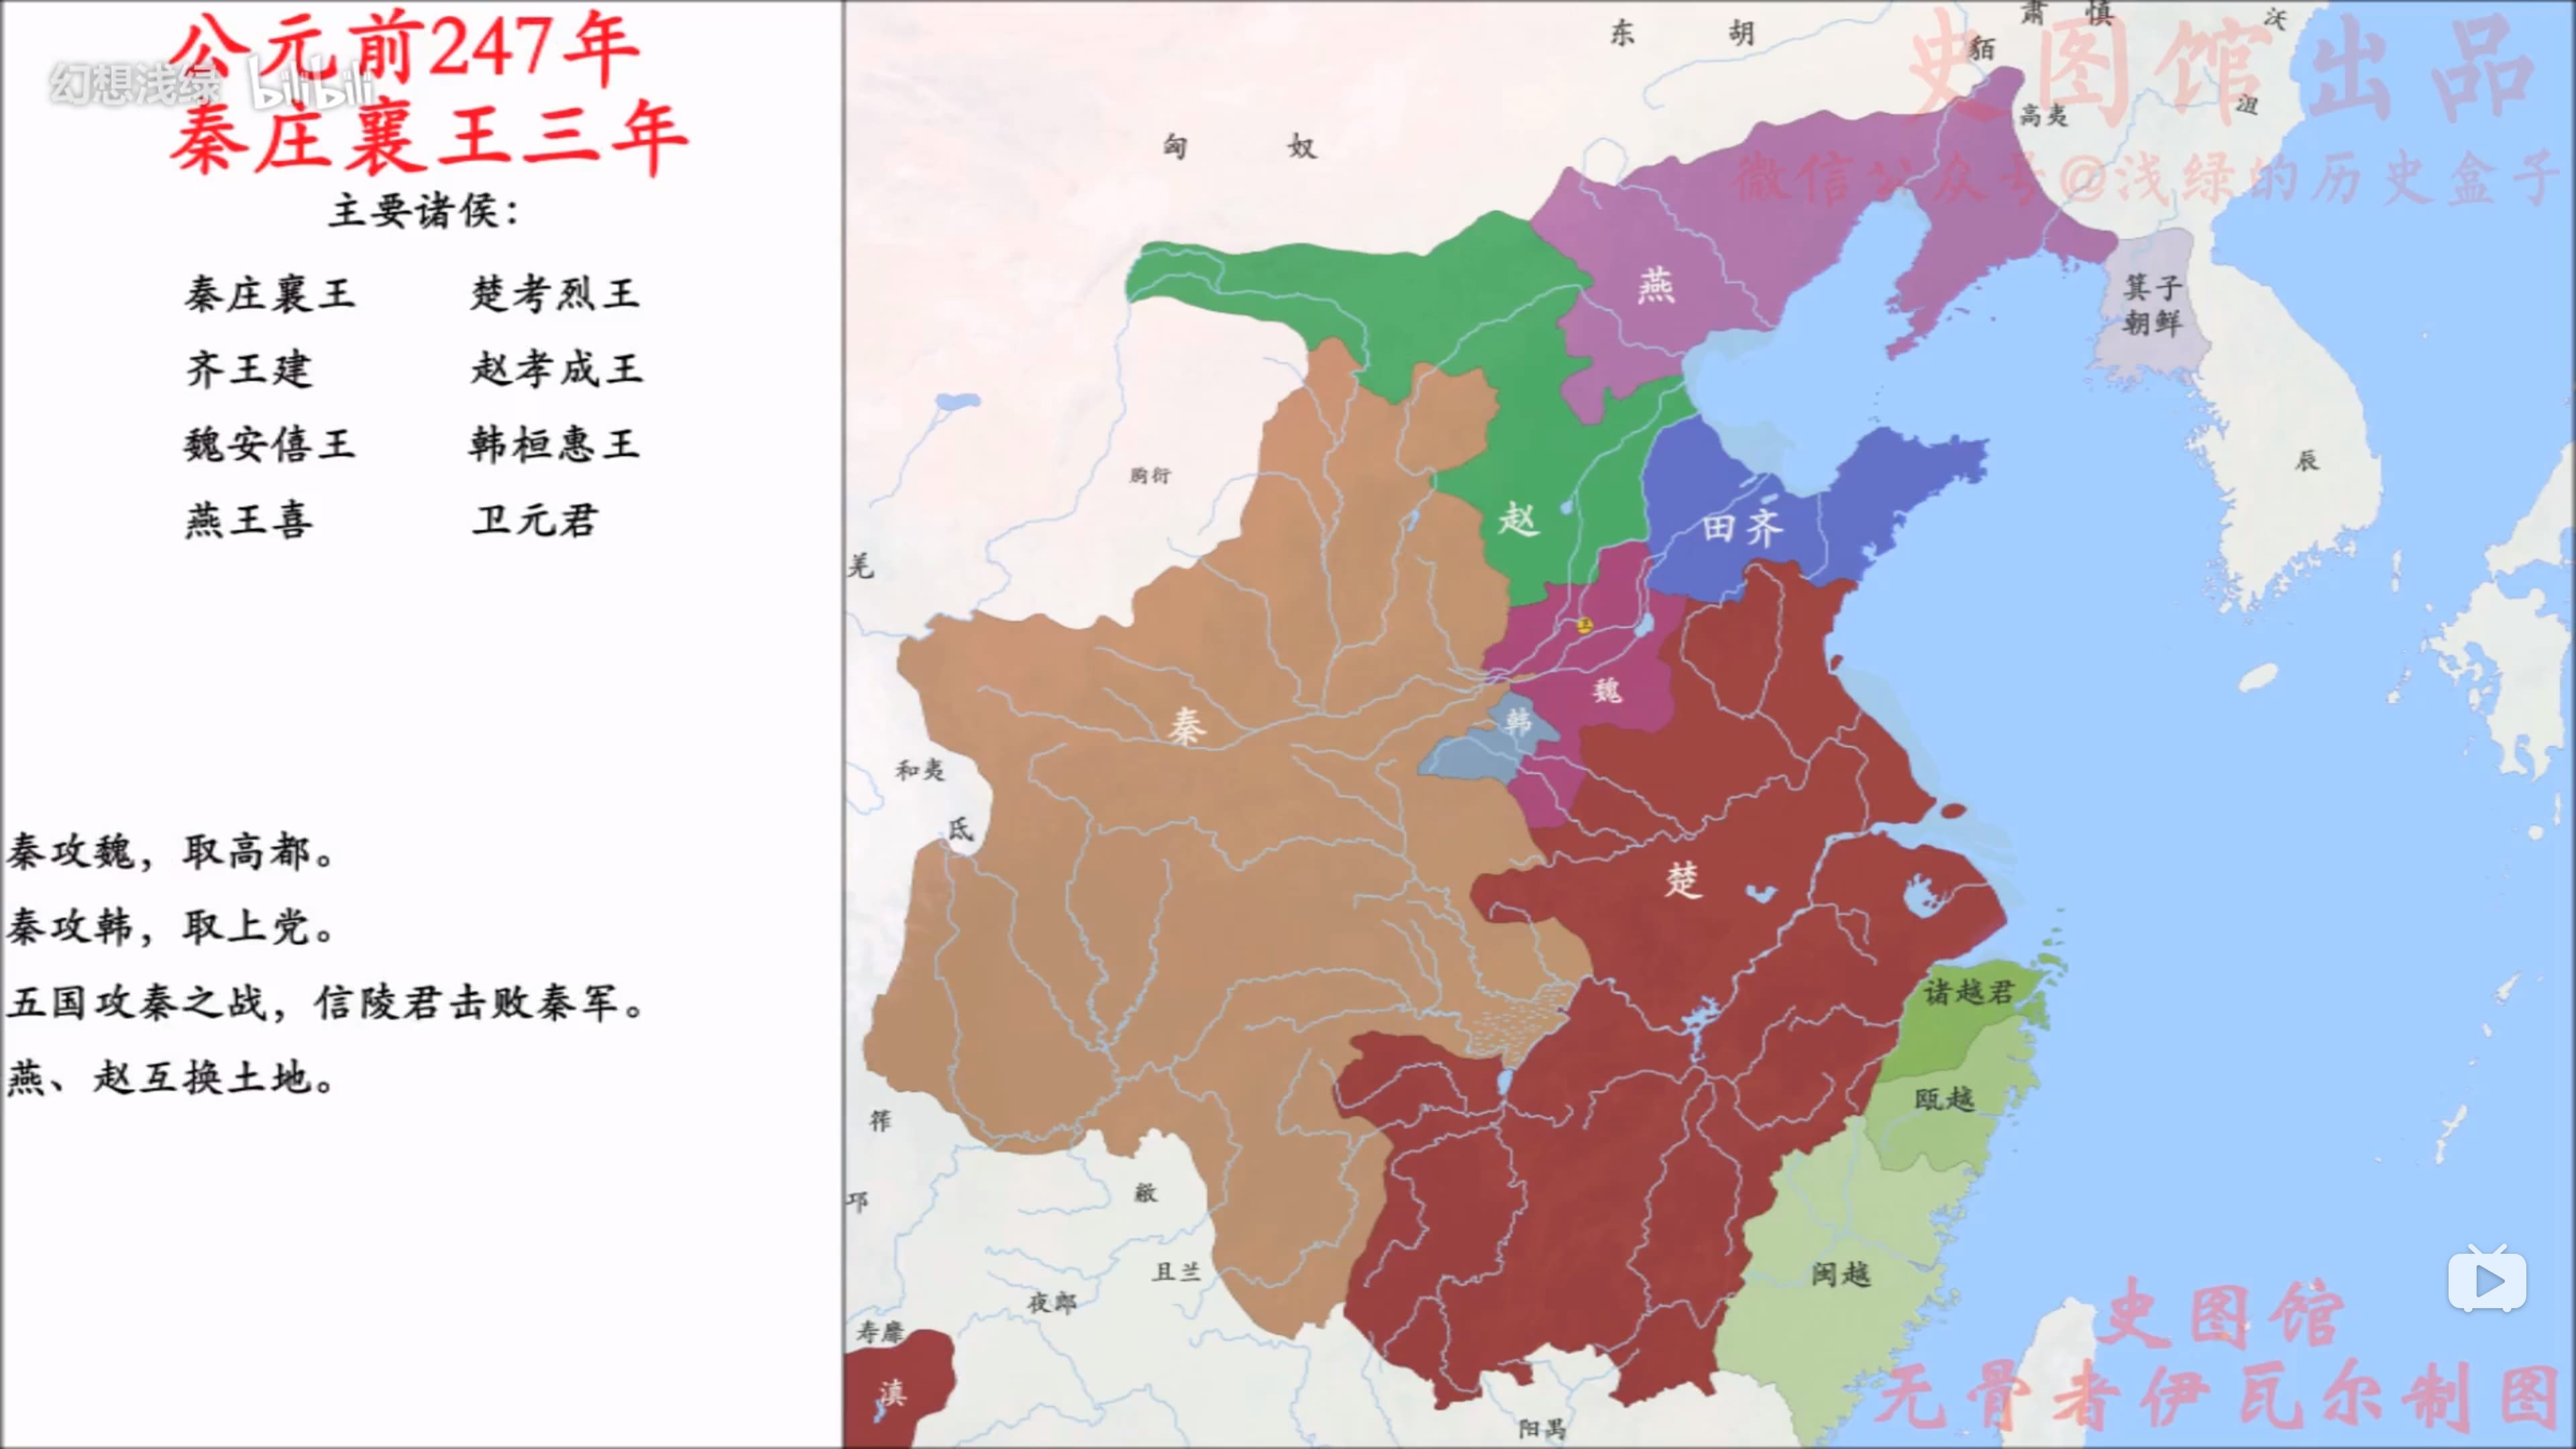 公元前247年
幻想浅绿 bilibili
秦庄襄王三年
主要诸侯：
秦庄襄王 楚考烈王
齐王建 赵孝成王
魏安僖王 韩桓惠王
燕王喜 卫元君
秦攻魏，取高都。
秦攻韩，取上党。
五国攻秦之战，信陵君击败秦军。
燕、赵互换土地。
东 胡
肃 慎
沃
貊
沮
高夷
史图馆出品
微信公众号@浅绿的历史盒子
匈 奴
燕
箕子
朝鲜
辰
朐衍
赵
田齐
羌
卫
魏
韩
秦
和夷
氐
楚
诸越君
瓯越
筰
邛
且兰
夜郎
闽越
寿靡
滇
阳禺
史图馆
无骨者伊瓦尔制图